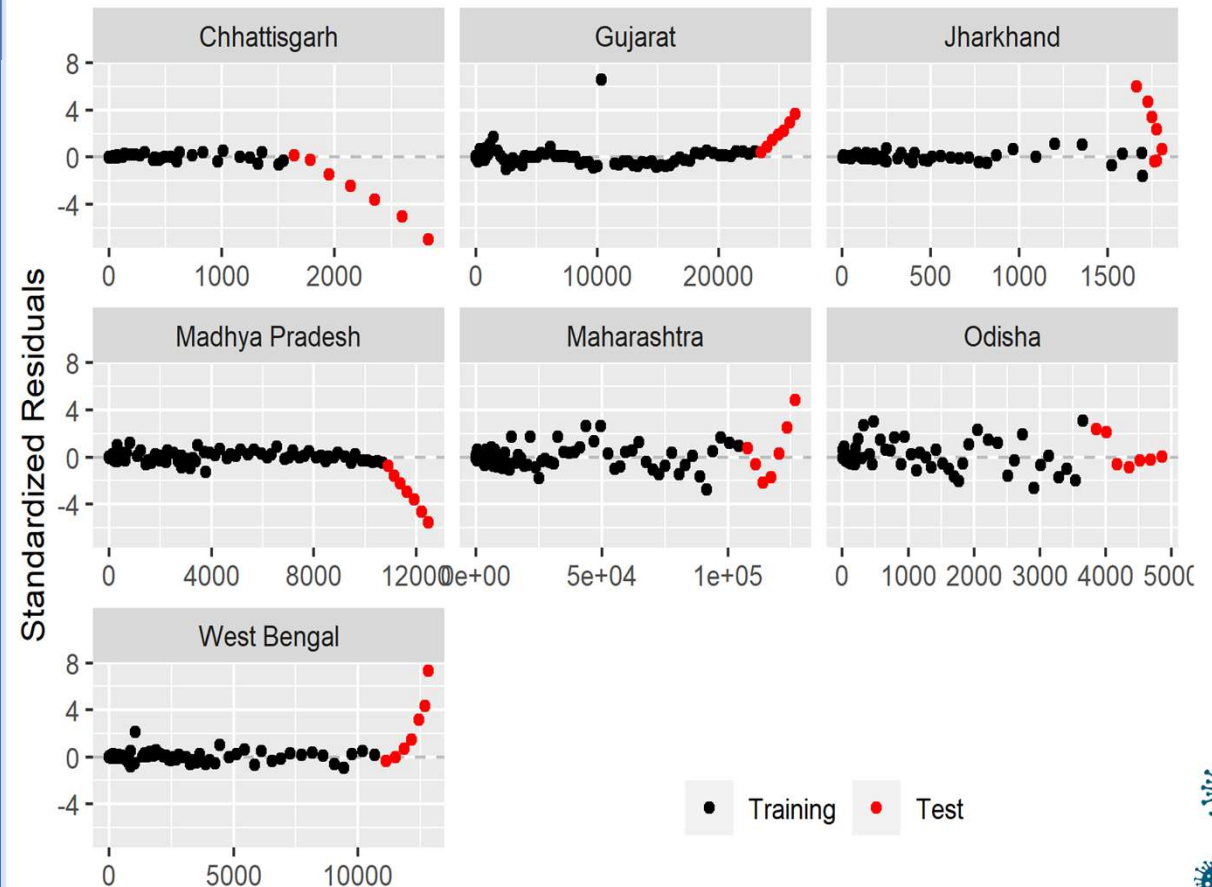 Chhattisgarh Gujarat Jharkhand
8
4
0
-4
0 1000 2000 0 10000 20000 0 500 1000 1500
Standardized Residuals
Madhya Pradesh Maharashtra Odisha
8
4
0
-4
0 4000 8000 12000 0e+00 5e+04 1e+05 0 1000 2000 3000 4000 5000
West Bengal
8
4
0
-4
0 5000 10000
Training Test